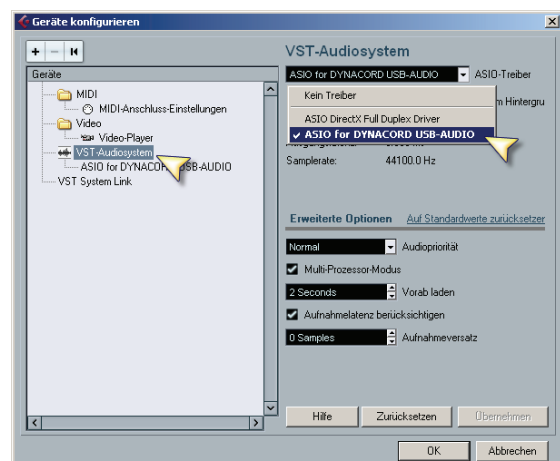 Geräte konfigurieren
Geräte
MIDI
MIDI-Anschluss-Einstellungen
Video
Video-Player
VST-Audiosystem
ASIO for DYNACORD USB-AUDIO
VST System Link
VST-Audiosystem
ASIO for DYNACORD USB-AUDIO ASIO-Treiber
Kein Treiber
ASIO DirectX Full Duplex Driver
ASIO for DYNACORD USB-AUDIO
Samplerate: 44100.0 Hz
Erweiterte Optionen Auf Standardwerte zurücksetzer
Normal Audiopriorität
Multi-Prozessor-Modus
2 Seconds Vorab laden
Aufnahmelatenz berücksichtigen
0 Samples Aufnahmeversatz
Hilfe Zurücksetzen Übernehmen
OK Abbrechen